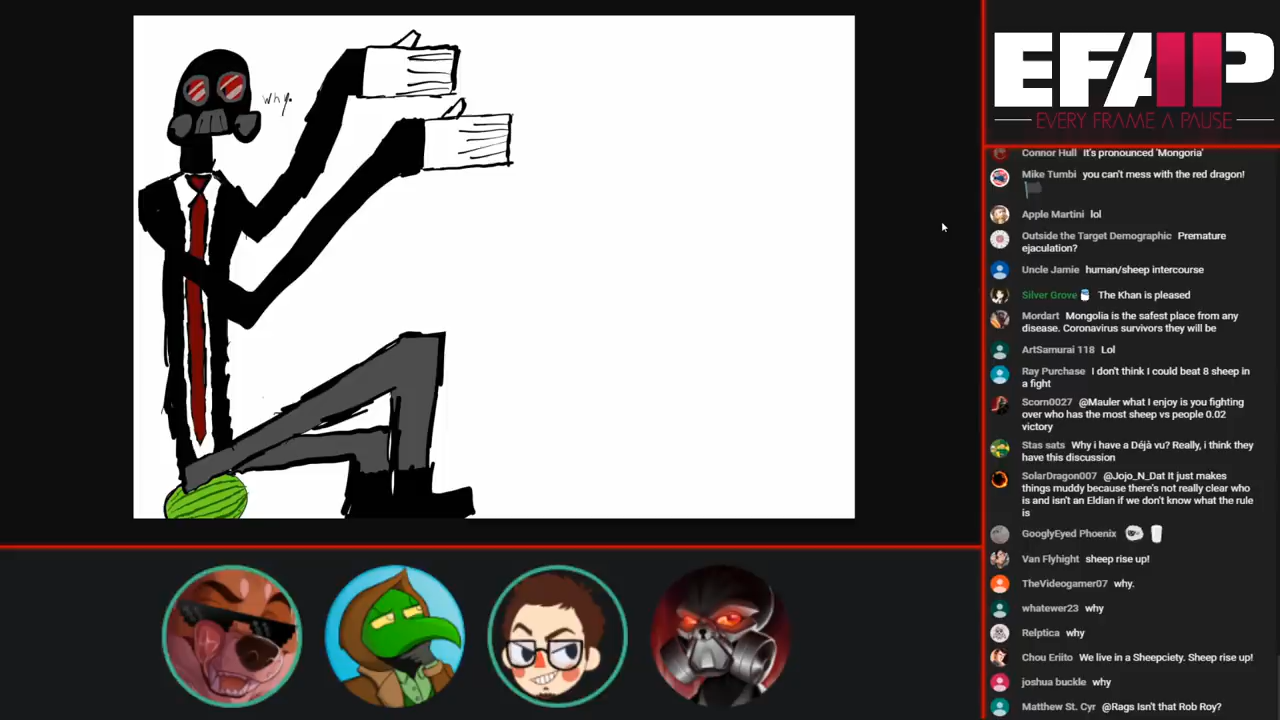 why.
EFAP
EVERY FRAME A PAUSE
Connor Hull It's pronounced 'Mongoria'
Mike Tumbi you can't mess with the red dragon!
Apple Martini lol
Outside the Target Demographic Premature
ejaculation?
Uncle Jamie human/sheep intercourse
Silver Grove The Khan is pleased
Mordart Mongolia is the safest place from any
disease. Coronavirus survivors they will be
ArtSamurai 118 Lol
Ray Purchase I don't think I could beat 8 sheep in
a fight
Scorn0027 @Mauler what I enjoy is you fighting
over who has the most sheep vs people 0.02
victory
Stas sats Why i have a Déjà vu? Really, i think they
have this discussion
SolarDragon007 @Jojo_N_Dat It just makes
things muddy because there's not really clear who
is and isn't an Eldian if we don't know what the rule
is
GooglyEyed Phoenix
Van Flyhight sheep rise up!
TheVideogamer07 why.
whatewer23 why
Relptica why
Chou Eriito We live in a Sheepciety. Sheep rise up!
joshua buckle why
Matthew St. Cyr @Rags Isn't that Rob Roy?